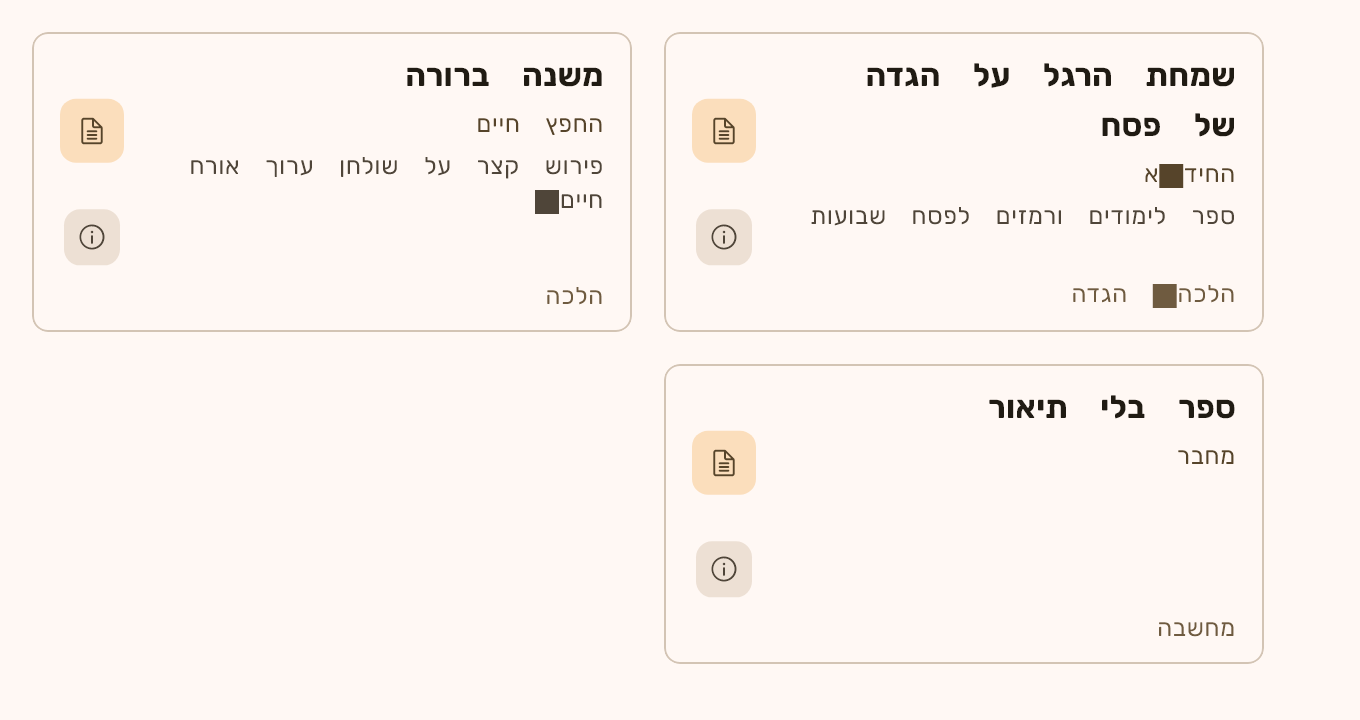 שמחת הרגל על הגדה
של פסח
החיד■א
ספר לימודים ורמזים לפסח שבועות
הלכה■ הגדה
משנה ברורה
החפץ חיים
פירוש קצר על שולחן ערוך אורח
חיים■
הלכה
ספר בלי תיאור
מחבר
מחשבה